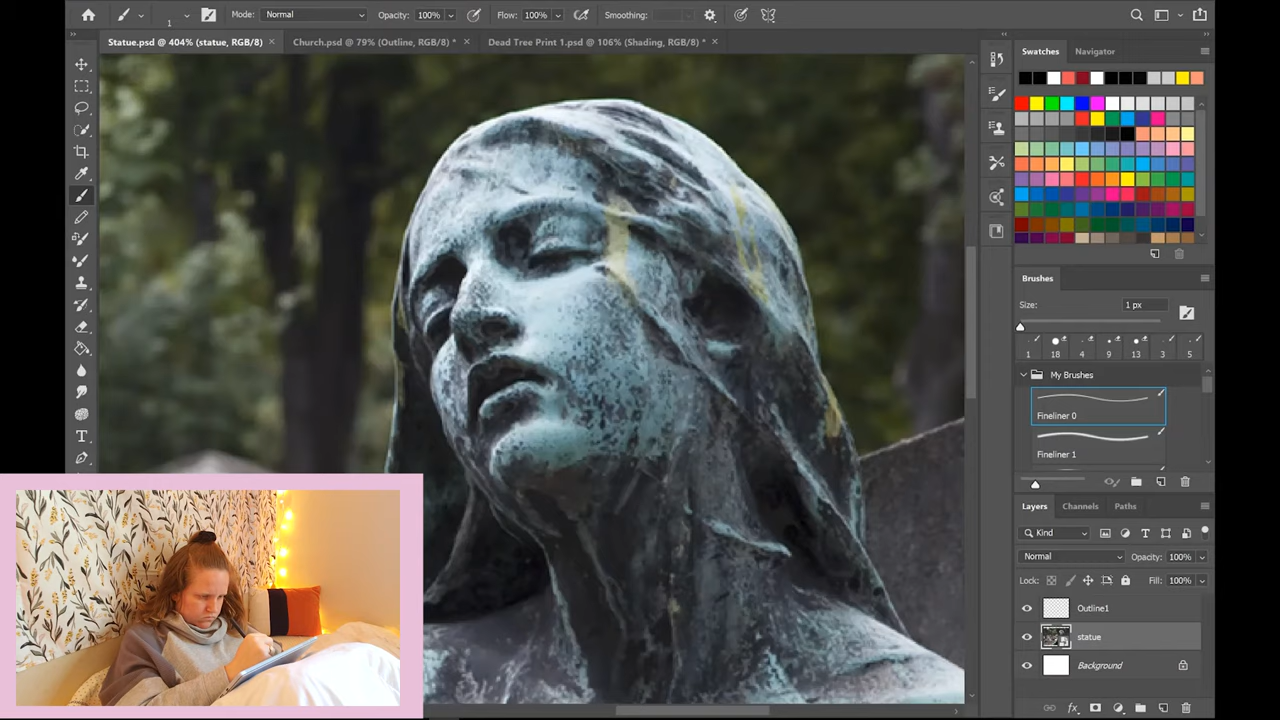 1
Mode: Normal
Opacity: 100%
Flow: 100%
Smoothing:
Statue.psd @ 404% (statue, RGB/8) ×
Church.psd @ 79% (Outline, RGB/8) * ×
Dead Tree Print 1.psd @ 106% (Shading, RGB/8) * ×
Swatches Navigator
Brushes
Size: 1 px
1 18 4 9 13 3 5
My Brushes
Fineliner 0
Fineliner 1
Layers Channels Paths
Kind
Normal Opacity: 100%
Lock: Fill: 100%
Outline1
statue
Background